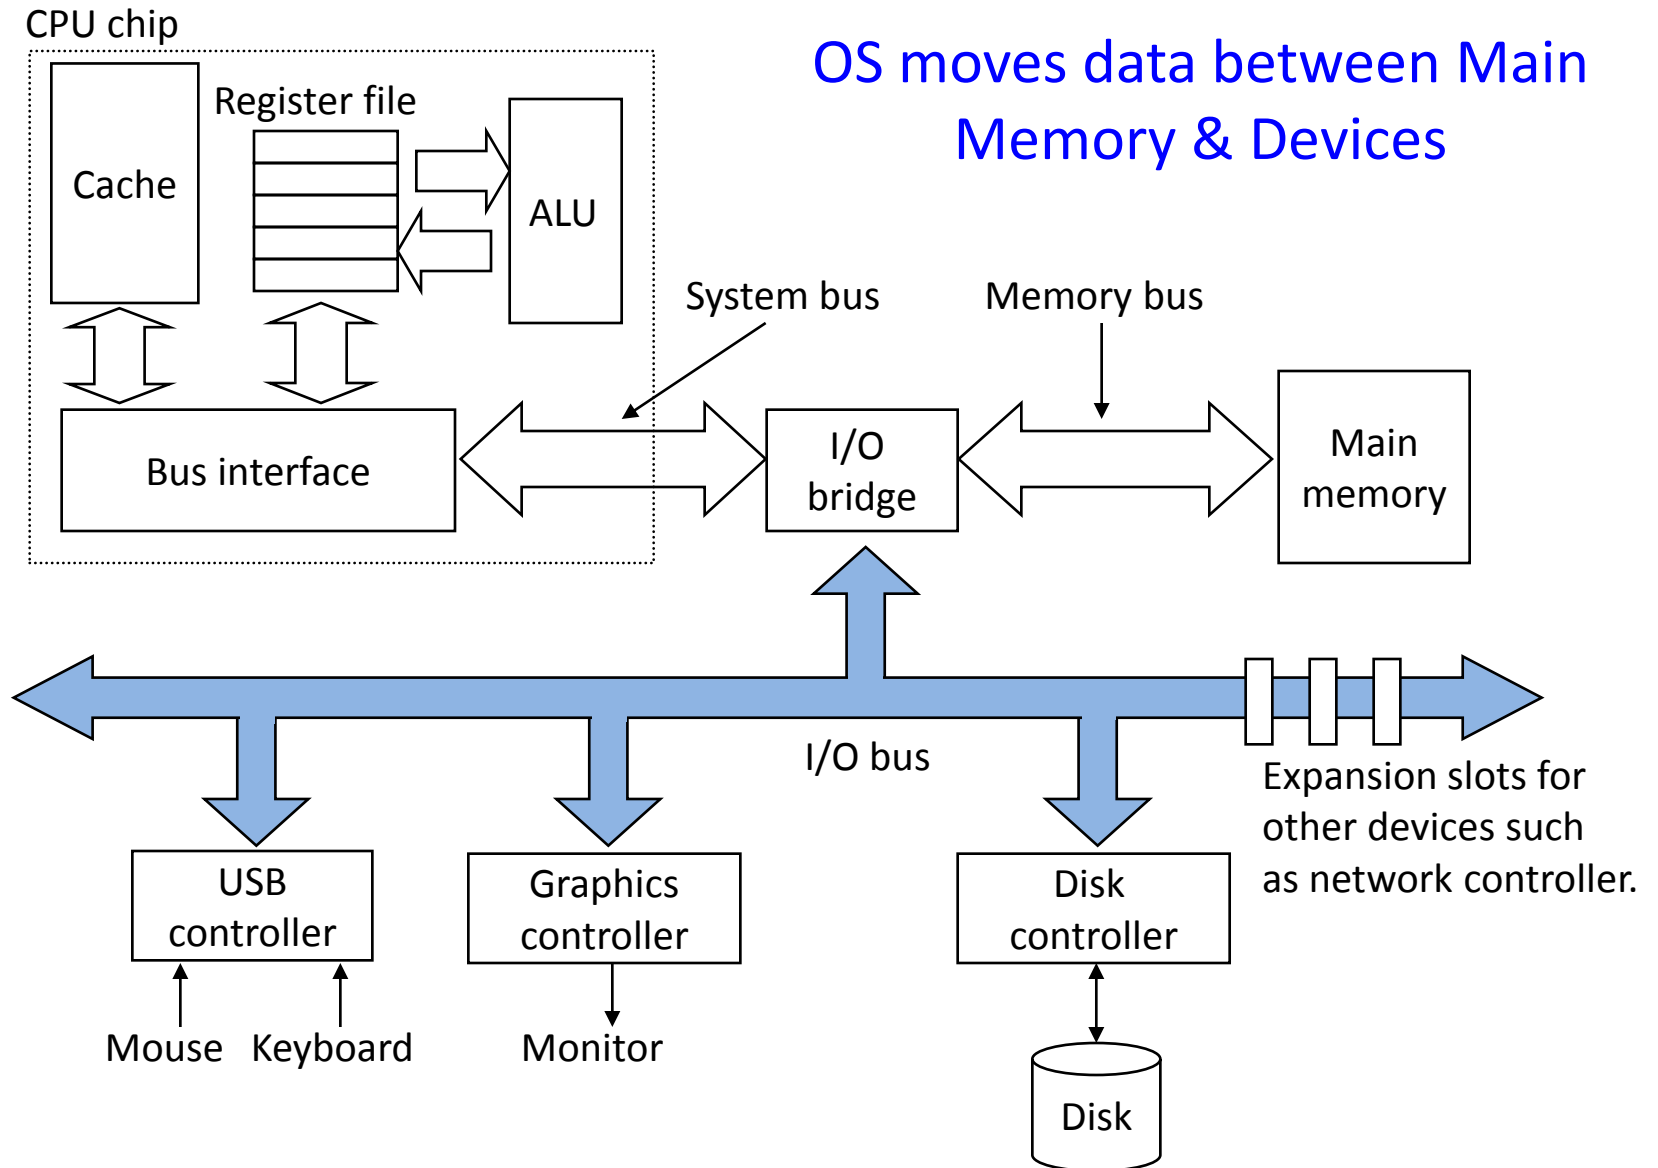 CPU chip
OS moves data between Main
Memory & Devices
Register file
Cache
ALU
System bus
Memory bus
Bus interface
I/O
bridge
Main
memory
I/O bus
Expansion slots for
other devices such
as network controller.
USB
controller
Graphics
controller
Disk
controller
Mouse
Keyboard
Monitor
Disk